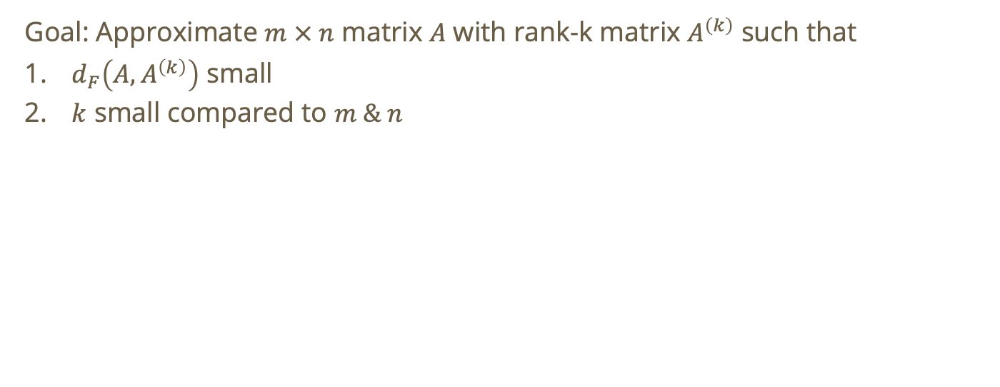 Goal: Approximate m × n matrix A with rank-k matrix A^(k) such that
1. d_F(A, A^(k)) small
2. k small compared to m & n